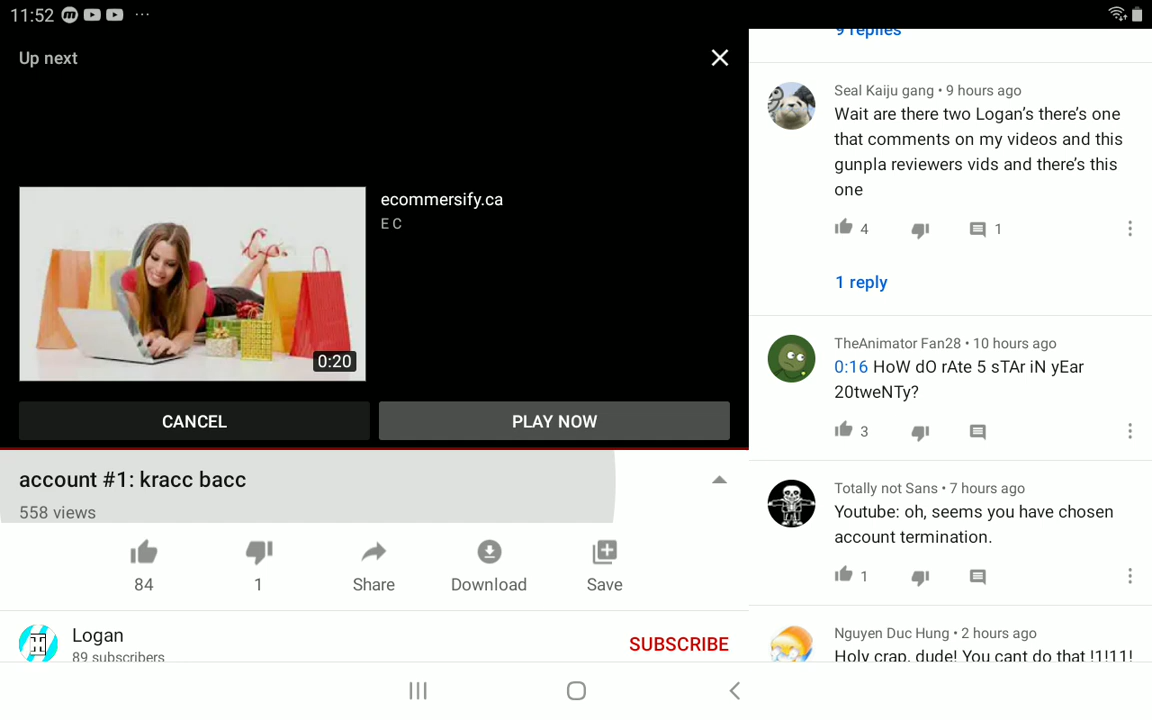 11:52
Up next
ecommersify.ca
E C
0:20
CANCEL
PLAY NOW
account #1: kracc bacc
558 views
84
1
Share
Download
Save
Logan
89 subscribers
SUBSCRIBE
9 replies
Seal Kaiju gang • 9 hours ago
Wait are there two Logan's there's one
that comments on my videos and this
gunpla reviewers vids and there's this
one
4
1
1 reply
TheAnimator Fan28 • 10 hours ago
0:16 HoW dO rAte 5 sTAr iN yEar
20tweNTy?
3
Totally not Sans • 7 hours ago
Youtube: oh, seems you have chosen
account termination.
1
Nguyen Duc Hung • 2 hours ago
Holy crap, dude! You cant do that !1!11!